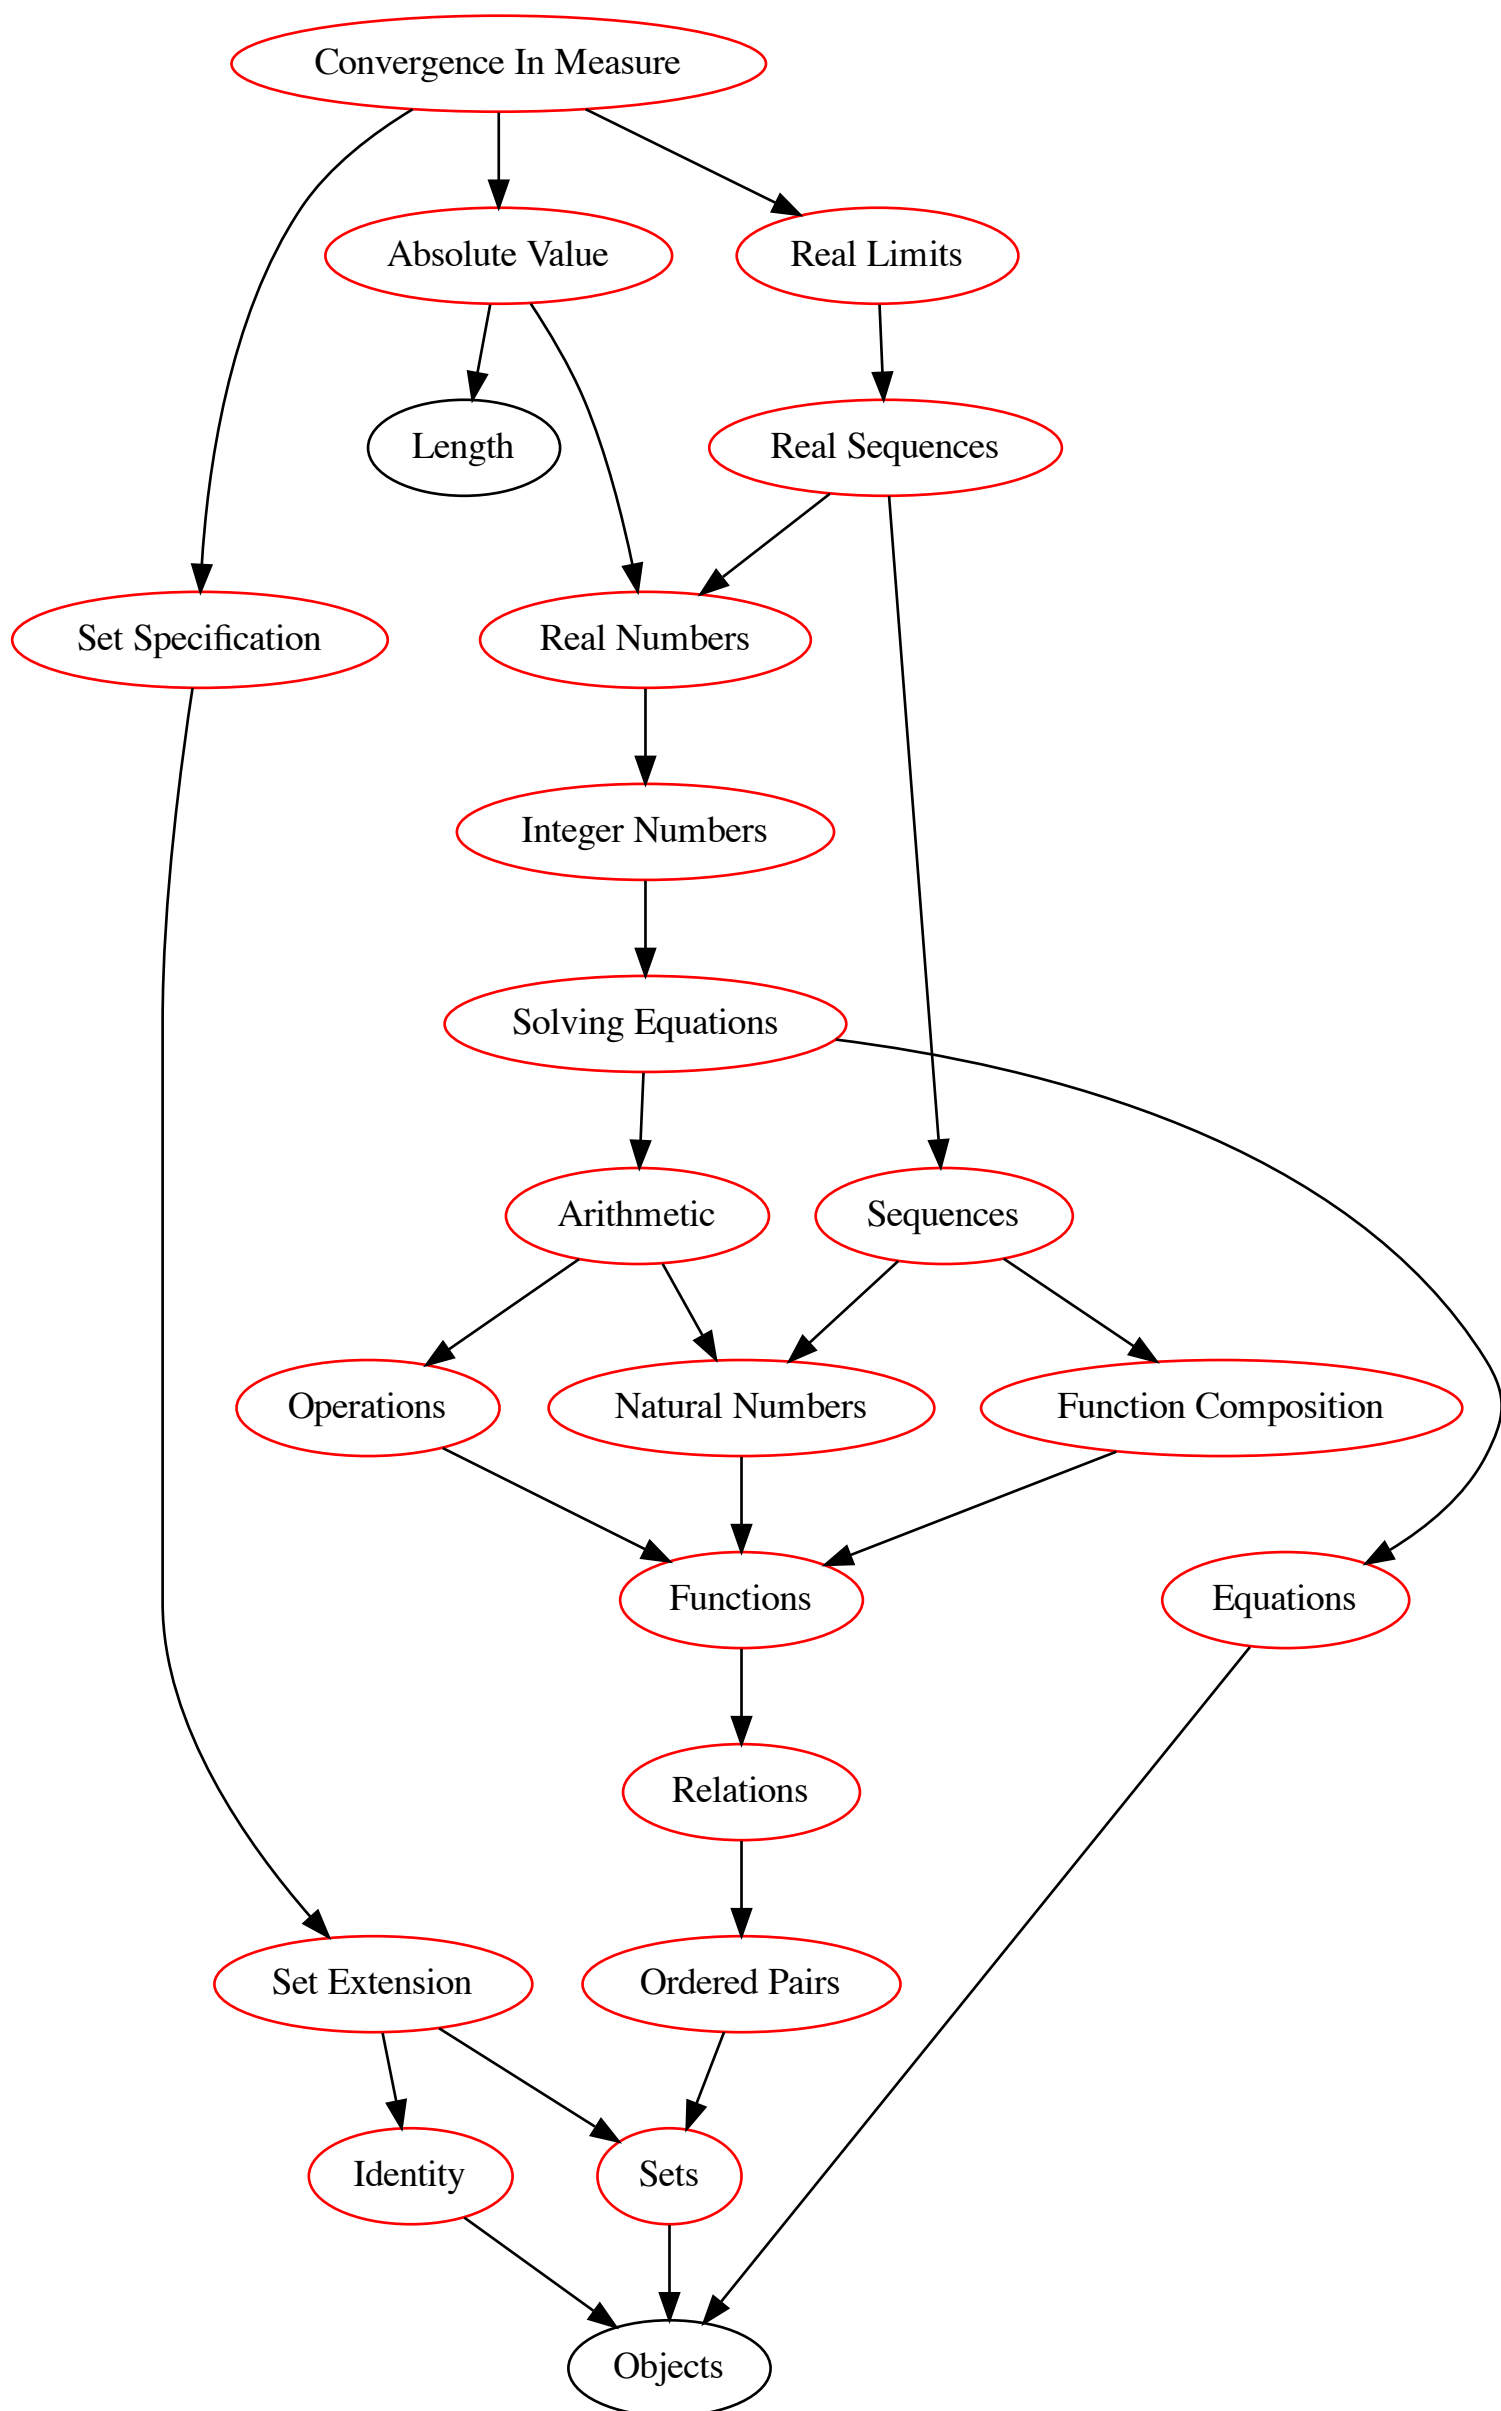 Convergence In Measure
Absolute Value
Real Limits
Length
Real Sequences
Set Specification
Real Numbers
Integer Numbers
Solving Equations
Arithmetic
Sequences
Operations
Natural Numbers
Function Composition
Functions
Equations
Relations
Set Extension
Ordered Pairs
Identity
Sets
Objects